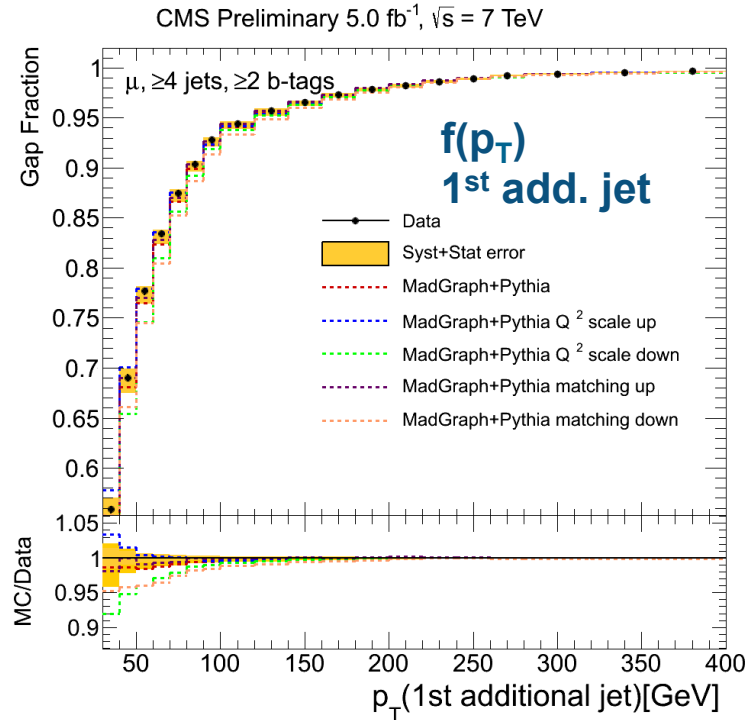 CMS Preliminary 5.0 fb⁻¹, √s = 7 TeV
μ, ≥4 jets, ≥2 b-tags
f(p_T)
1st add. jet
Gap Fraction
1
0.95
0.9
0.85
0.8
0.75
0.7
0.65
0.6
Data
Syst+Stat error
MadGraph+Pythia
MadGraph+Pythia Q² scale up
MadGraph+Pythia Q² scale down
MadGraph+Pythia matching up
MadGraph+Pythia matching down
MC/Data
1.05
1
0.95
0.9
50 100 150 200 250 300 350 400
p_T(1st additional jet)[GeV]